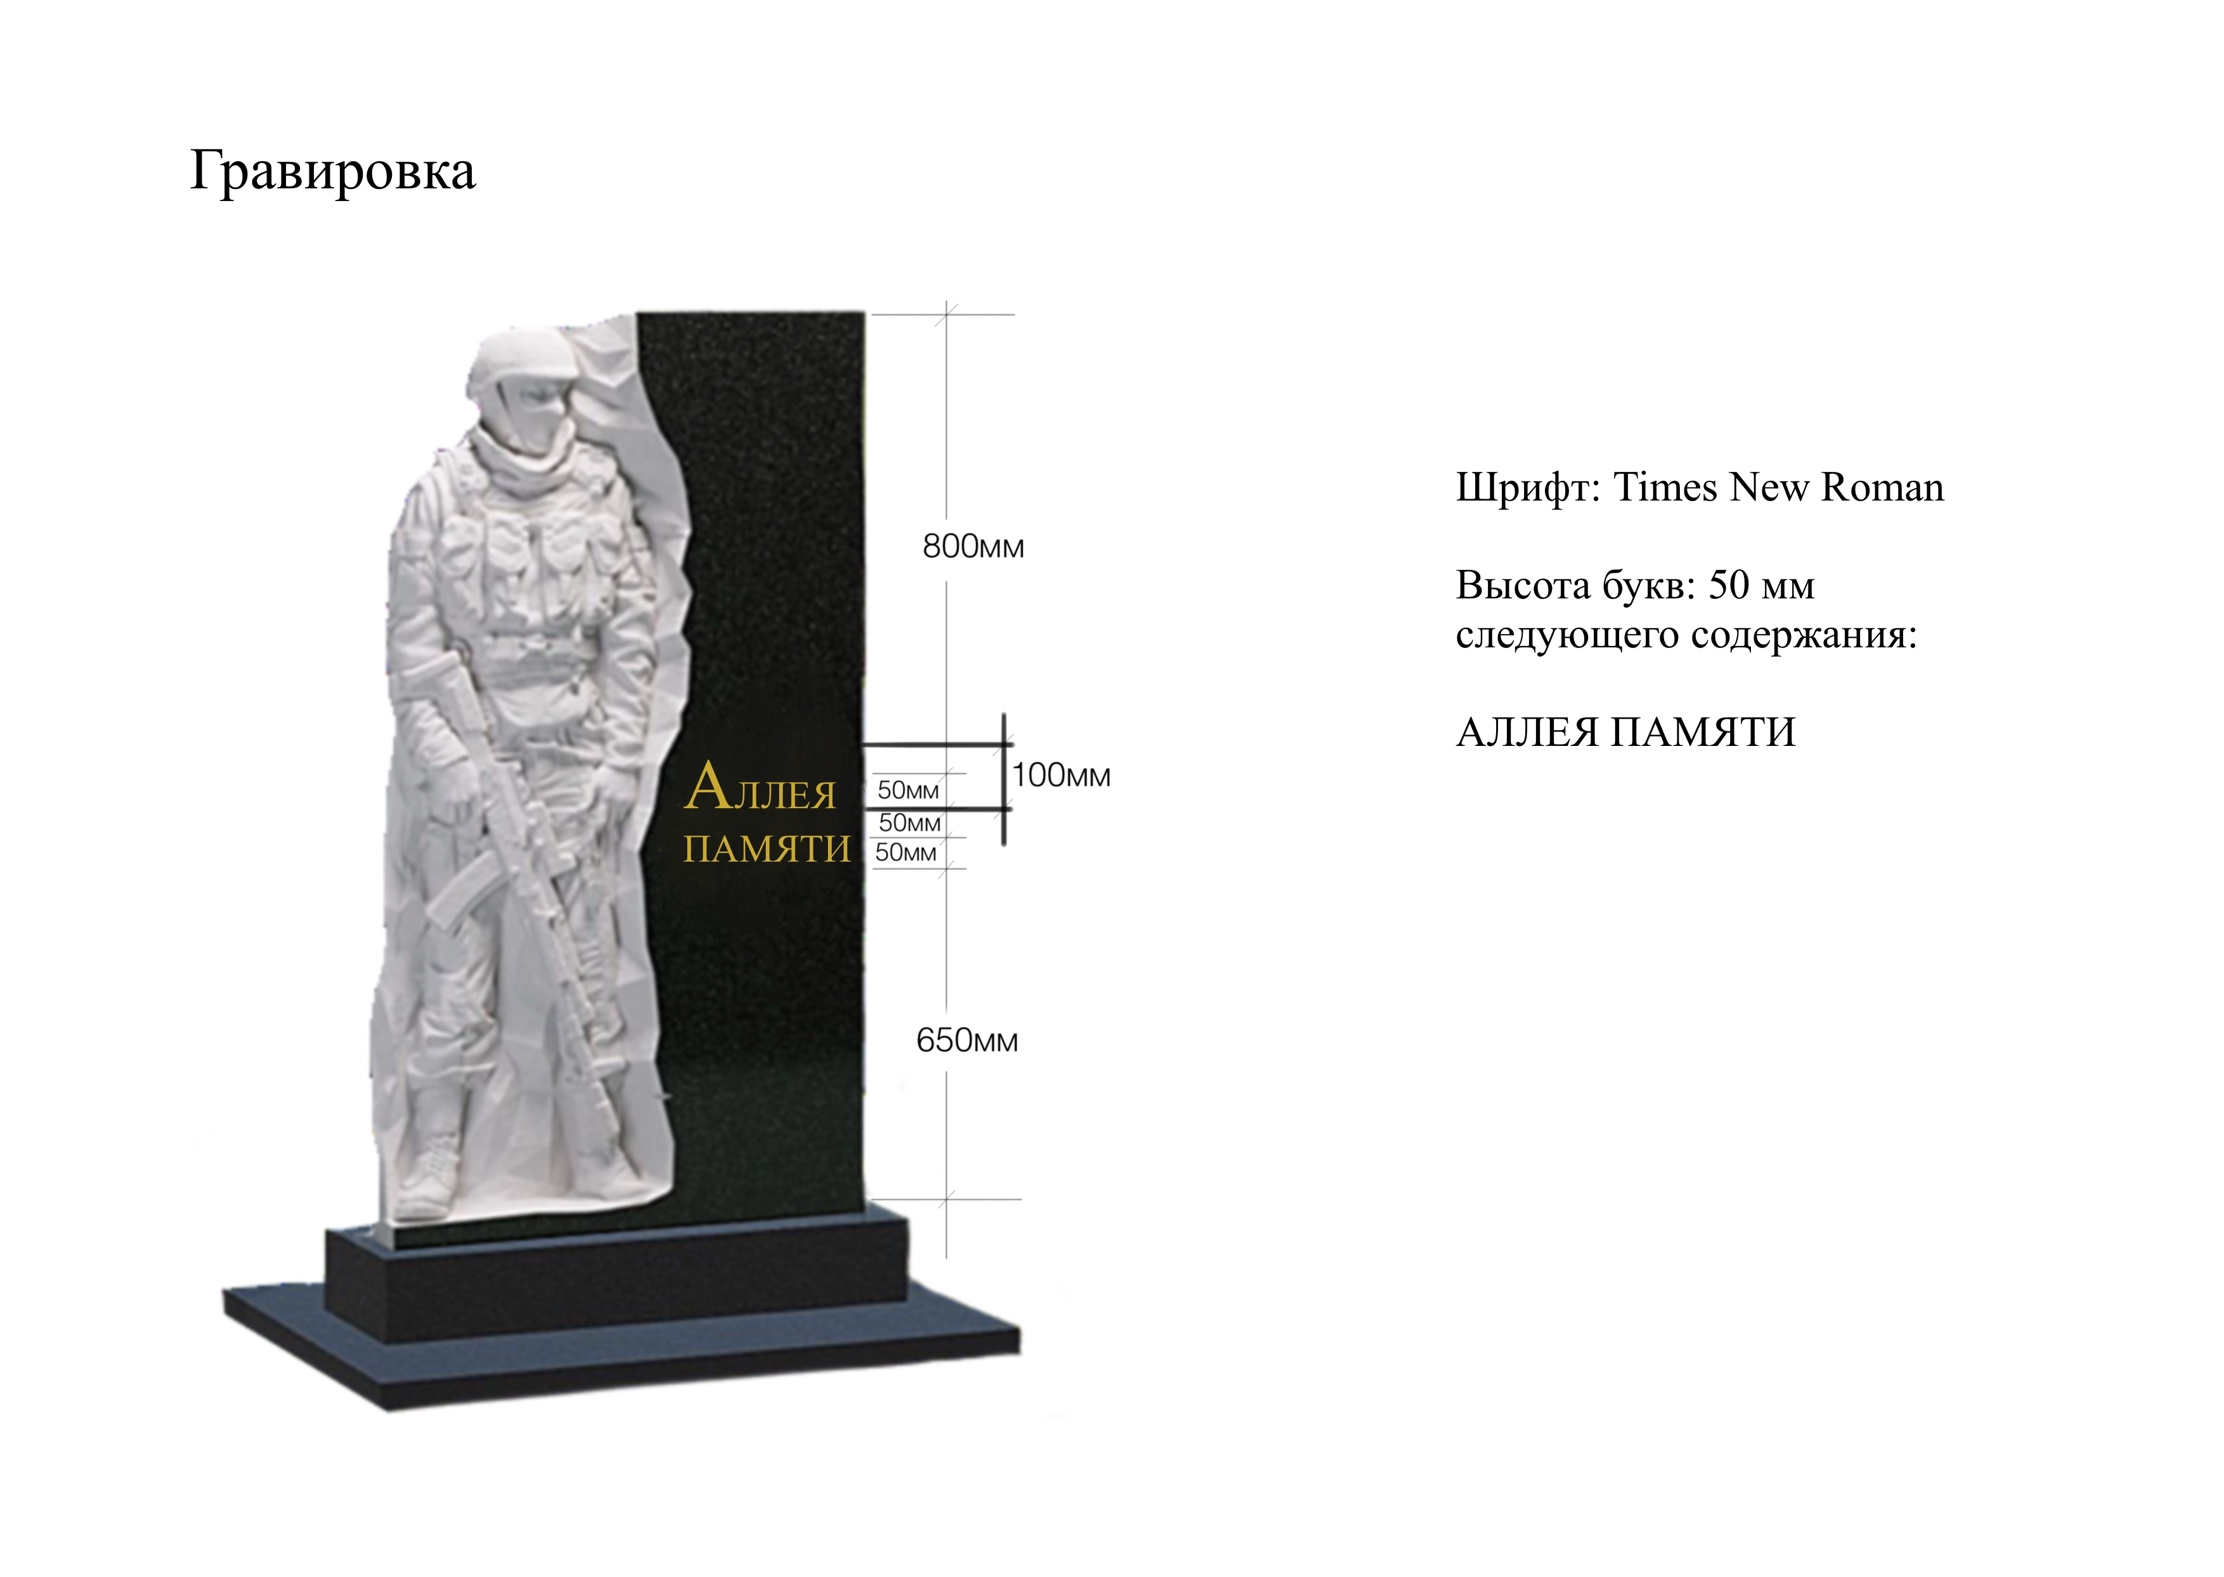 Гравировка
800мм
Шрифт: Times New Roman
Высота букв: 50 мм
следующего содержания:
АЛЛЕЯ ПАМЯТИ
100мм
50мм
АЛЛЕЯ
50мм
ПАМЯТИ
50мм
650мм